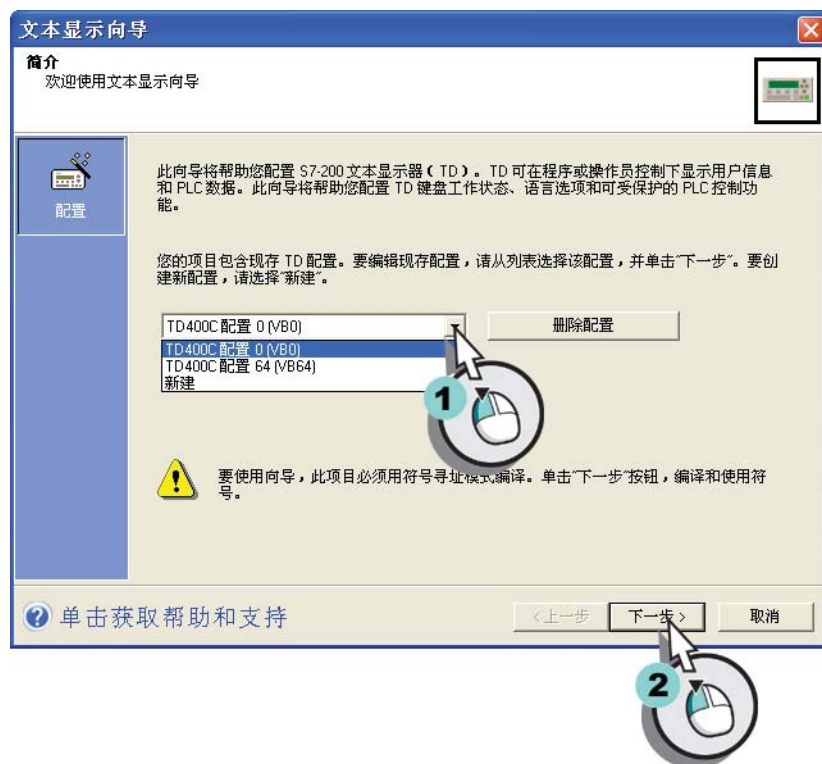 文本显示向导
简介
欢迎使用文本显示向导
配置
此向导将帮助您配置 S7-200 文本显示器（TD）。TD 可在程序或操作员控制下显示用户信息
和 PLC 数据。此向导将帮助您配置 TD 键盘工作状态、语言选项和可受保护的 PLC 控制功
能。
您的项目包含现存 TD 配置。要编辑现存配置，请从列表选择该配置，并单击“下一步”。要创
建新配置，请选择“新建”。
TD400C 配置 0 (VB0)
删除配置
TD400C 配置 0 (VB0)
TD400C 配置 64 (VB64)
新建
1
要使用向导，此项目必须用符号寻址模式编译。单击“下一步”按钮，编译和使用符
号。
单击获取帮助和支持
<上一步
下一步>
取消
2